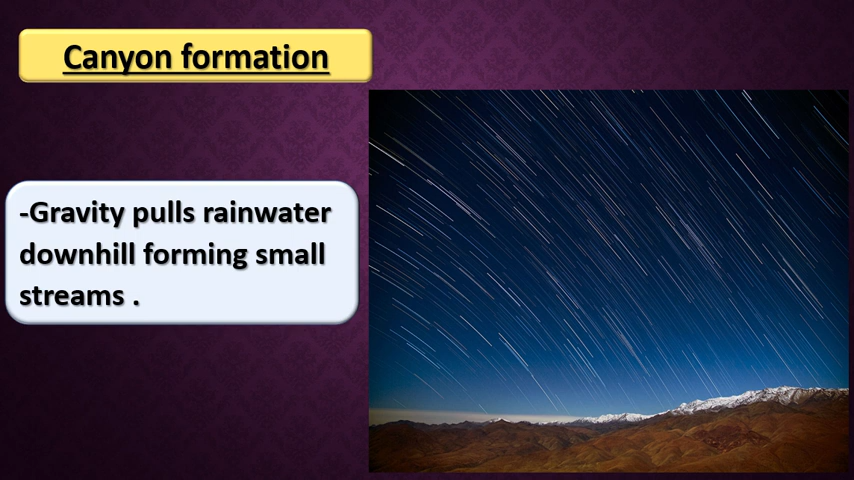 Canyon formation
-Gravity pulls rainwater
downhill forming small
streams .